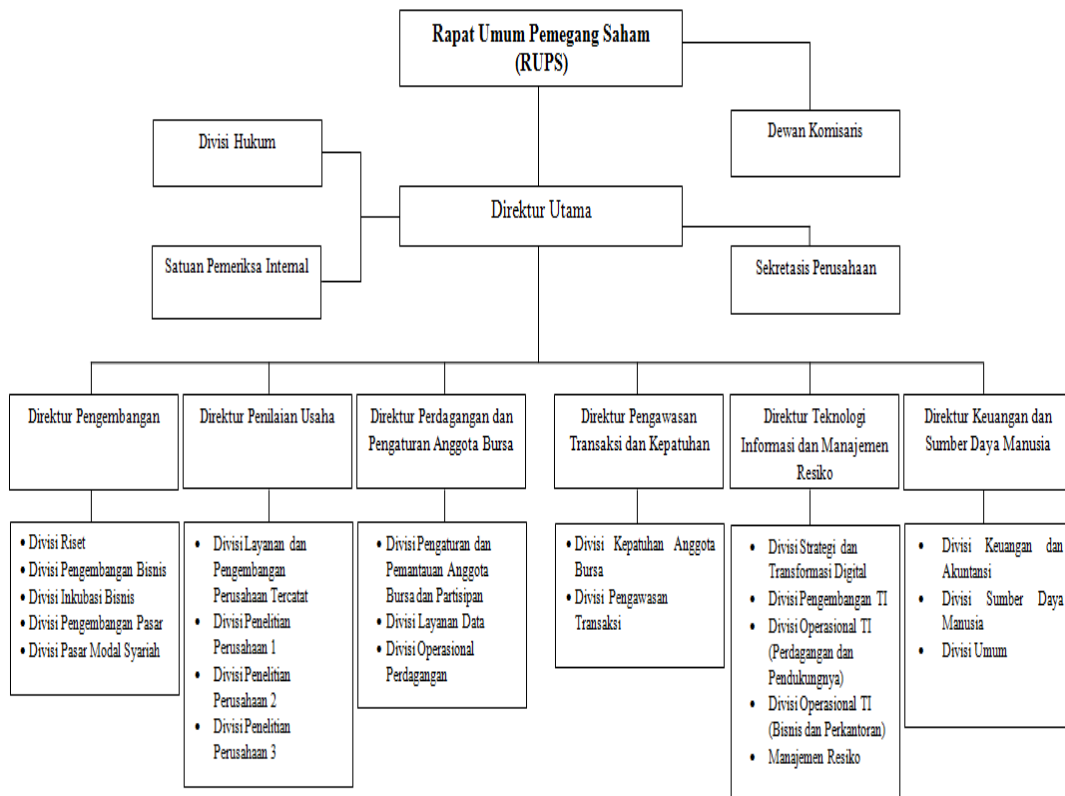 Rapat Umum Pemegang Saham
(RUPS)
Divisi Hukum
Dewan Komisaris
Direktur Utama
Satuan Pemeriksa Internal
Sekretasis Perusahaan
Direktur Pengembangan
Direktur Penilaian Usaha
Direktur Perdagangan dan
Pengaturan Anggota Bursa
Direktur Pengawasan
Transaksi dan Kepatuhan
Direktur Teknologi
Informasi dan Manajemen
Resiko
Direktur Keuangan dan
Sumber Daya Manusia
• Divisi Riset
• Divisi Pengembangan Bisnis
• Divisi Inkubasi Bisnis
• Divisi Pengembangan Pasar
• Divisi Pasar Modal Syariah
• Divisi Layanan dan
Pengembangan
Perusahaan Tercatat
• Divisi Penelitian
Perusahaan 1
• Divisi Penelitian
Perusahaan 2
• Divisi Penelitian
Perusahaan 3
• Divisi Pengaturan dan
Pemantauan Anggota
Bursa dan Partisipan
• Divisi Layanan Data
• Divisi Operasional
Perdagangan
• Divisi Kepatuhan Anggota
Bursa
• Divisi Pengawasan
Transaksi
• Divisi Strategi dan
Transformasi Digital
• Divisi Pengembangan TI
• Divisi Operasional TI
(Perdagangan dan
Pendukungnya)
• Divisi Operasional TI
(Bisnis dan Perkantoran)
• Manajemen Resiko
• Divisi Keuangan dan
Akuntansi
• Divisi Sumber Daya
Manusia
• Divisi Umum